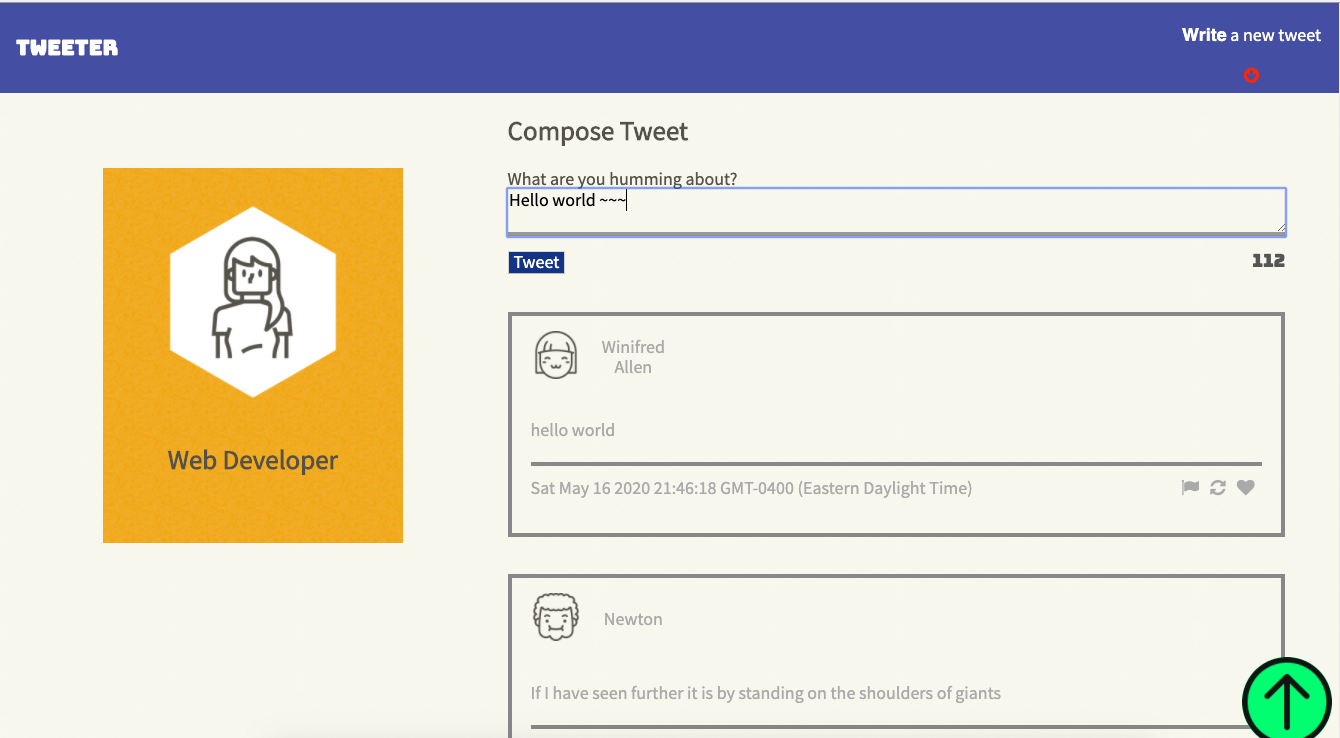 TWEETER
Write a new tweet
Compose Tweet
What are you humming about?
Hello world ~~~
Tweet
112
Web Developer
Winifred
Allen
hello world
Sat May 16 2020 21:46:18 GMT-0400 (Eastern Daylight Time)
Newton
If I have seen further it is by standing on the shoulders of giants